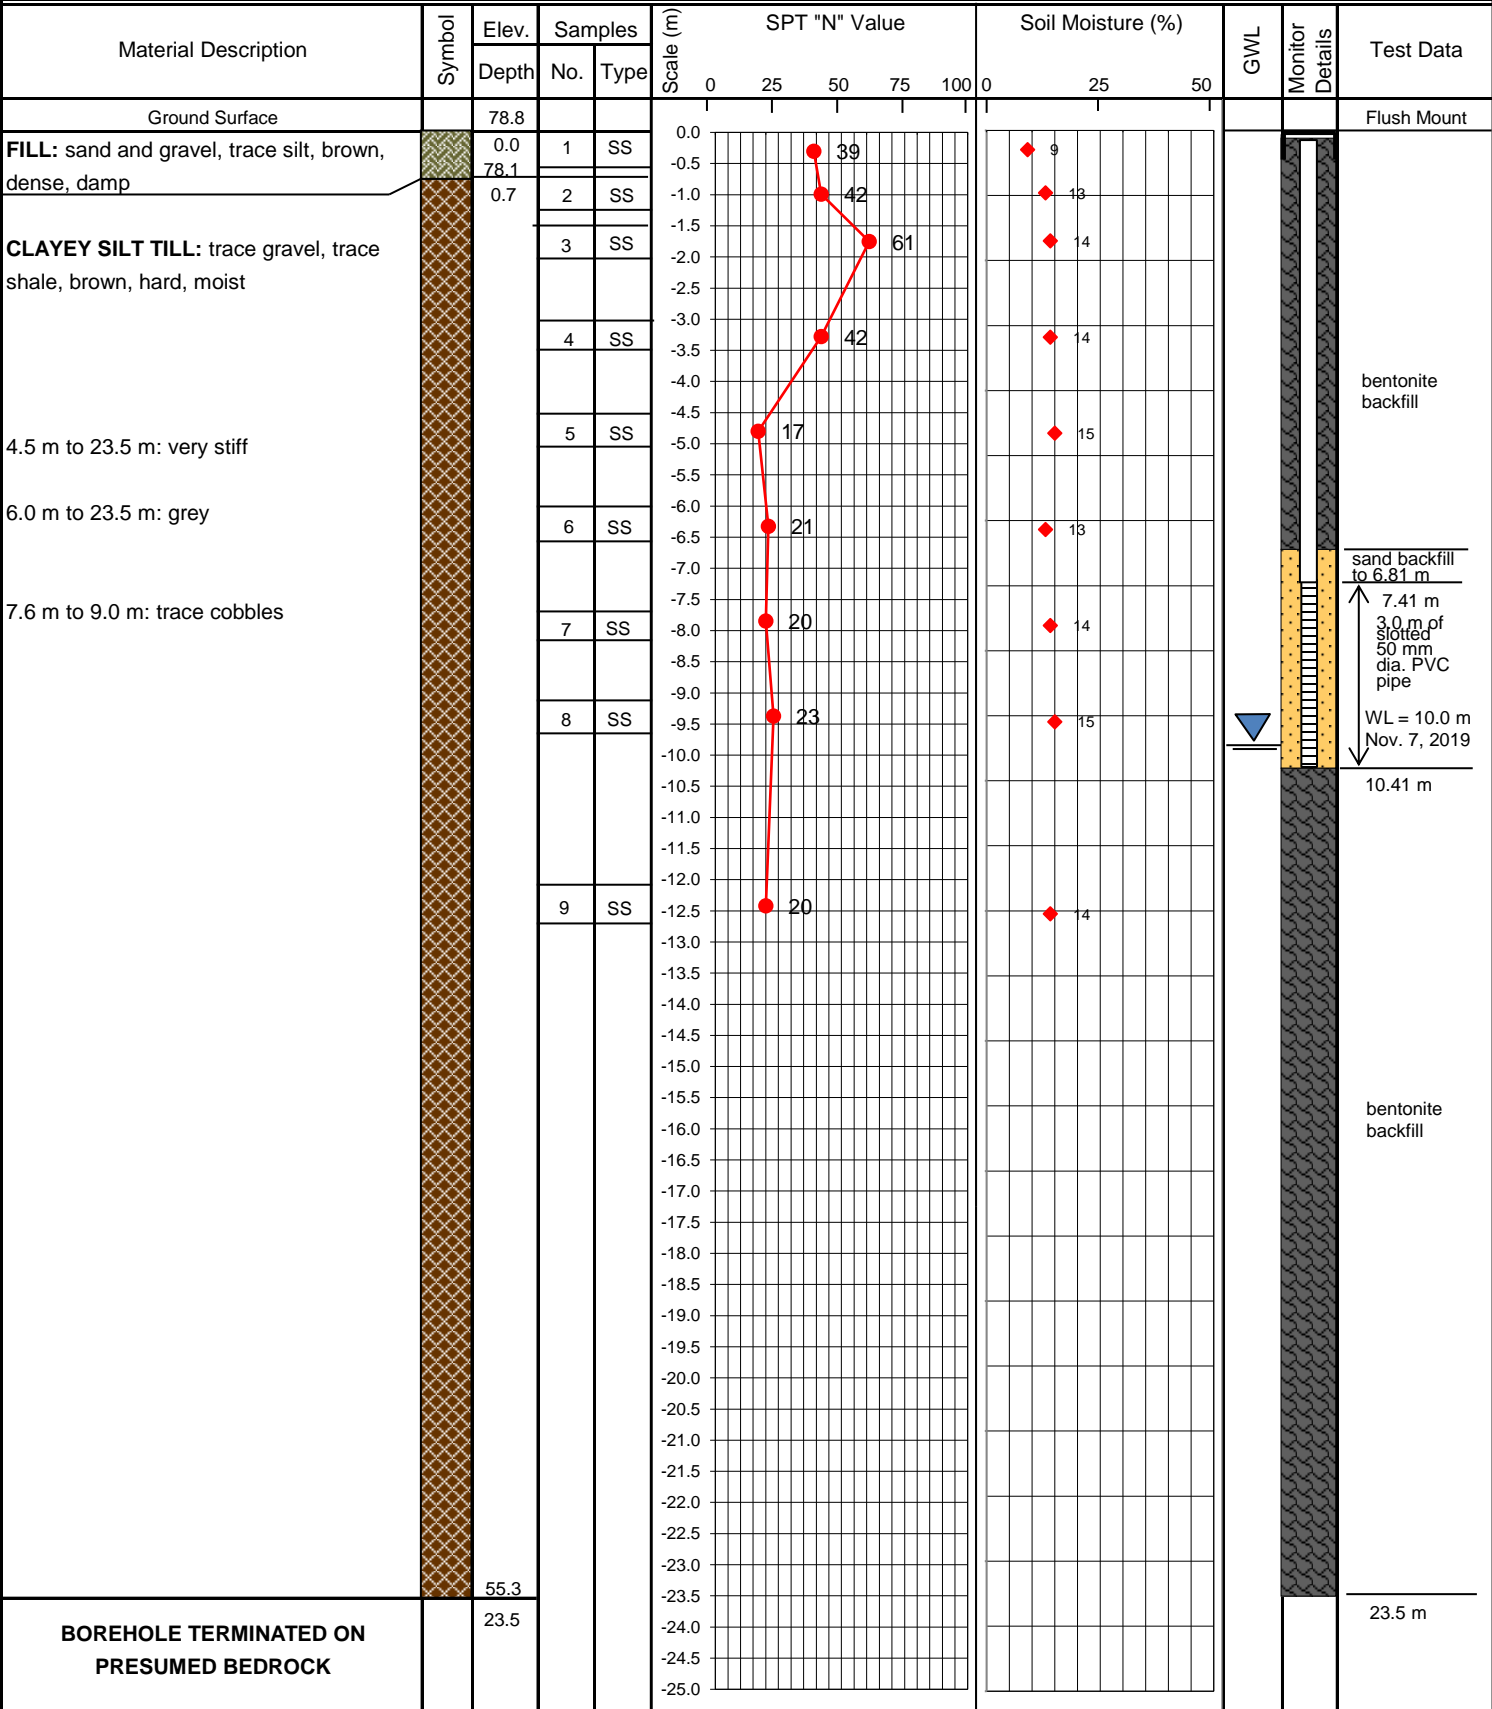 Material Description
Symbol
Elev.
Depth
Samples
No. Type
Scale (m)
SPT "N" Value
0 25 50 75 100
Soil Moisture (%)
0 25 50
GWL
Monitor
Details
Test Data
Ground Surface 78.8 Flush Mount
FILL: sand and gravel, trace silt, brown,
dense, damp
0.0
78.1
0.7
CLAYEY SILT TILL: trace gravel, trace
shale, brown, hard, moist
4.5 m to 23.5 m: very stiff
6.0 m to 23.5 m: grey
7.6 m to 9.0 m: trace cobbles
55.3
23.5
BOREHOLE TERMINATED ON
PRESUMED BEDROCK
1 SS
2 SS
3 SS
4 SS
5 SS
6 SS
7 SS
8 SS
9 SS
0.0
-0.5
-1.0
-1.5
-2.0
-2.5
-3.0
-3.5
-4.0
-4.5
-5.0
-5.5
-6.0
-6.5
-7.0
-7.5
-8.0
-8.5
-9.0
-9.5
-10.0
-10.5
-11.0
-11.5
-12.0
-12.5
-13.0
-13.5
-14.0
-14.5
-15.0
-15.5
-16.0
-16.5
-17.0
-17.5
-18.0
-18.5
-19.0
-19.5
-20.0
-20.5
-21.0
-21.5
-22.0
-22.5
-23.0
-23.5
-24.0
-24.5
-25.0
39
42
61
42
17
21
20
23
20
9
13
14
14
15
13
14
15
14
bentonite
backfill
sand backfill
to 6.81 m
7.41 m
3.0 m of
slotted
50 mm
dia. PVC
pipe
WL = 10.0 m
Nov. 7, 2019
10.41 m
bentonite
backfill
23.5 m